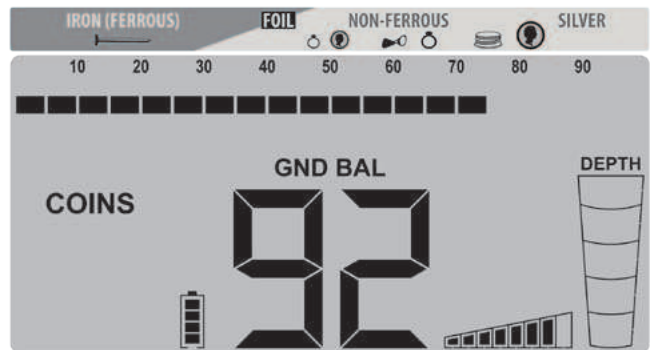 IRON (FERROUS) FOIL NON-FERROUS SILVER
10 20 30 40 50 60 70 80 90
GND BAL
DEPTH
COINS
92